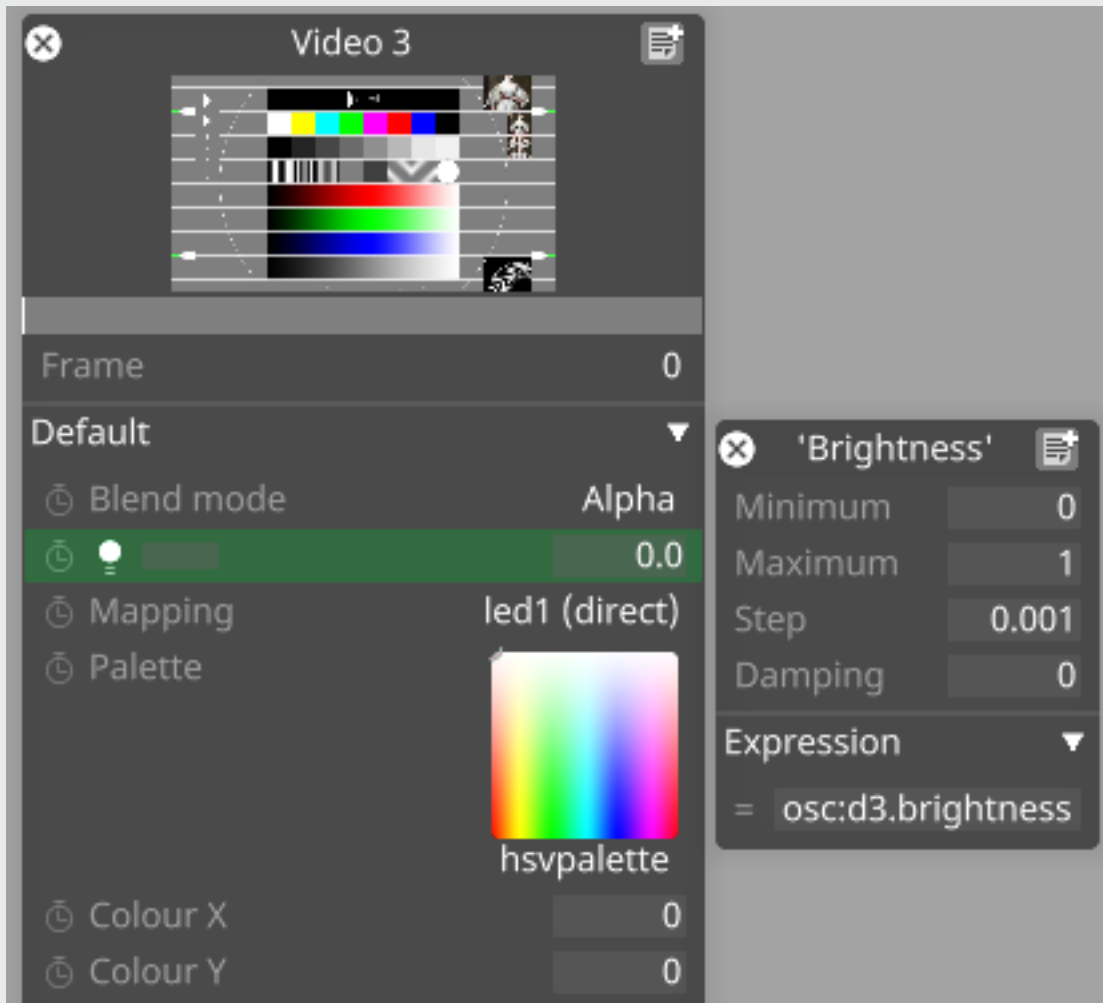 Video 3
Frame 0
Default
Blend mode Alpha
0.0
Mapping led1 (direct)
Palette
hsvpalette
Colour X 0
Colour Y 0
'Brightness'
Minimum 0
Maximum 1
Step 0.001
Damping 0
Expression
= osc:d3.brightness